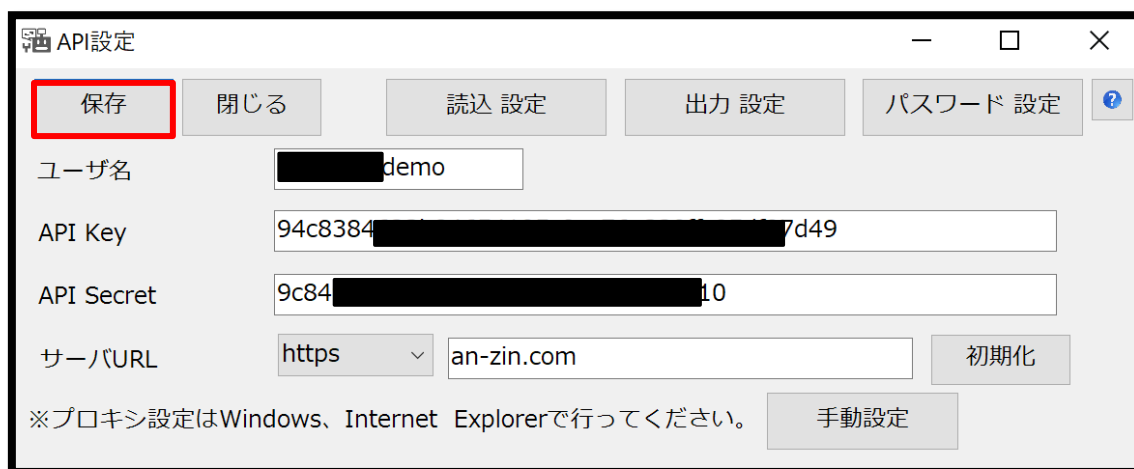 API設定
保存 閉じる 読込 設定 出力 設定 パスワード 設定 ?
ユーザ名 demo
API Key 94c8384 7d49
API Secret 9c84 10
サーバURL https an-zin.com 初期化
※プロキシ設定はWindows、Internet Explorerで行ってください。 手動設定